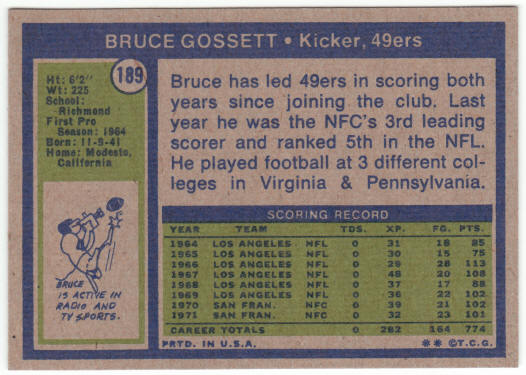 BRUCE GOSSETT • Kicker, 49ers
189
Ht: 6'2"
Wt: 225
School:
Richmond
First Pro
Season: 1964
Born: 11-9-41
Home: Modesto,
California
Bruce has led 49ers in scoring both
years since joining the club. Last
year he was the NFC's 3rd leading
scorer and ranked 5th in the NFL.
He played football at 3 different col-
leges in Virginia & Pennsylvania.
BRUCE
IS ACTIVE IN
RADIO AND
TV SPORTS.
SCORING RECORD
YEAR TEAM TDS. XP. FG. PTS
1964 LOS ANGELES NFL 0 31 18 85
1965 LOS ANGELES NFL 0 30 15 75
1966 LOS ANGELES NFL 0 29 28 113
1967 LOS ANGELES NFL 0 48 20 108
1968 LOS ANGELES NFL 0 37 17 88
1969 LOS ANGELES NFL 0 36 22 102
1970 SAN FRAN. NFC 0 39 21 102
1971 SAN FRAN. NFC 0 32 23 101
CAREER TOTALS 0 282 164 774
PRTD. IN U.S.A. ** © T.C.G.